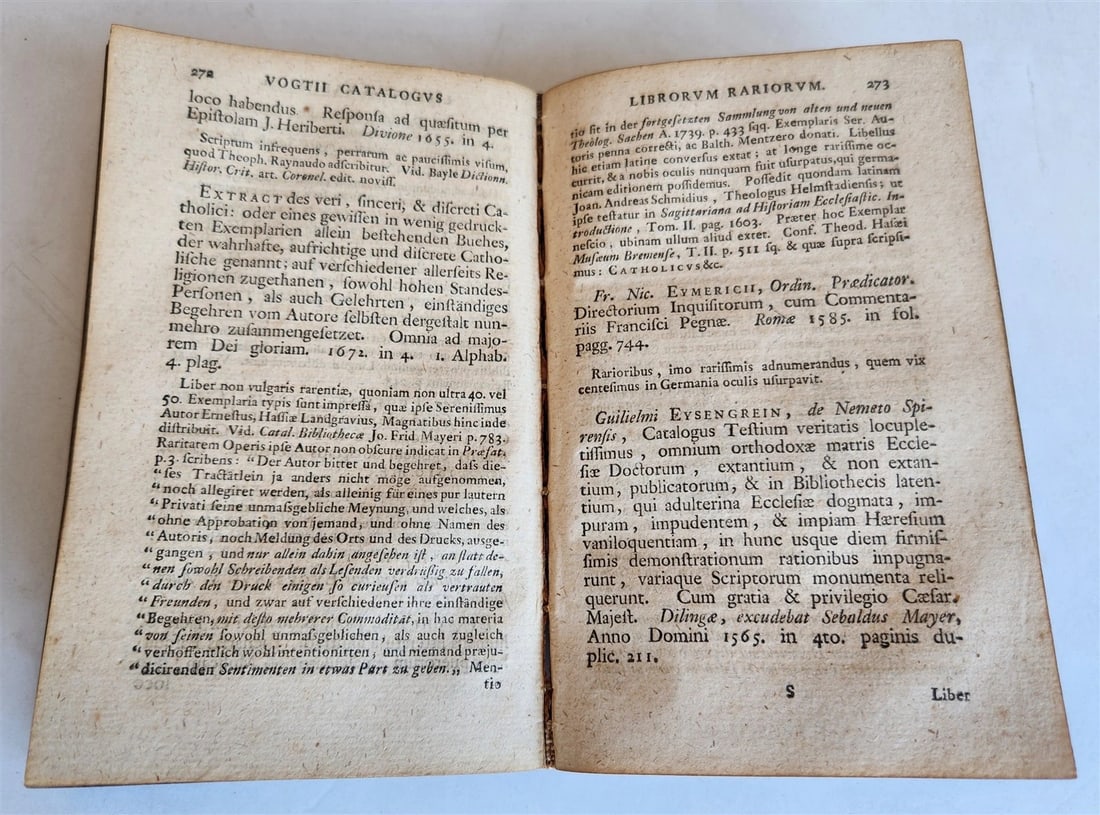 272 VOGTII CATALOGVS
loco habendus. Reſponſa ad quæſitum per
Epiſtolam J. Heriberti. Divione 1655. in 4.
Scriptum infrequens, perrarum ac pauciſſimis viſum,
quod Theoph. Raynaudo adſcribitur. Vid. Bayle Dictionn.
Hiſtor. Crit. art. Coronel. edit. noviſſ.
EXTRACT des veri, ſinceri, & diſcreti Ca-
tholici: oder eines gewiſſen in wenig gedruck-
ten Exemplarien allein beſtehenden Buches,
der wahrhafte, aufrichtige und diſcrete Catho-
liſche genannt; auf verſchiedener allerſeits Re-
ligionen zugethanen, ſowohl hohen Standes-
Perſonen, als auch Gelehrten, einſtändiges
Begehren vom Autore ſelbſten dergeſtalt nun-
mehro zuſammengeſetzet. Omnia ad majo-
rem Dei gloriam. 1672. in 4. 1. Alphab.
4. plag.
Liber non vulgaris rarentiæ, quoniam non ultra 40. vel
50. Exemplaria typis ſunt impreſſa, quæ ipſe Sereniſſimus
Autor Erneſtus, Haſſiæ Landgravius, Magnatibus hinc inde
diſtribuit. Vid. Catal. Bibliothecæ Jo. Frid. Mayeri p. 783.
Raritatem Operis ipſe Autor non obſcure indicat in Præfat.
p. 3. ſcribens: "Der Autor bittet und begehret, daſs die-
"ſes Tractätlein ja anders nicht möge aufgenommen,
"noch allegiret werden, als alleinig für eines pur lautern
"Privati ſeine unmaſsgebliche Meynung, und welches, als
"ohne Approbation von jemand, und ohne Namen des
"Autoris, noch Meldung des Orts und des Drucks, ausge-
"gangen, und nur allein dahin angeſehen iſt, an ſtatt de-
"nen ſowohl Schreibenden als Leſenden verdrüßig zu fallen,
"durch den Druck einigen ſo curieuſen als vertrauten
"Freunden, und zwar auf verſchiedener ihre einſtändige
"Begehren, mit deſto mehrerer Commodität, in hac materia
"von ſeinen ſowohl unmaſsgeblichen, als auch zugleich
"verhoffentlich wohl intentionirten, und niemand præju-
"dicirenden Sentimenten in etwas Part zu geben.„ Men-
tio
LIBRORVM RARIORVM. 273
tio fit in der fortgeſetzten Sammlung von alten und neuen
Theolog. Sachen A. 1739. p. 433 ſqq. Exemplaris Ser. Au-
toris penna correcti, ac Balth. Mentzero donati. Libellus
hic etiam latine converſus extat; at longe rariſſime oc-
currit, & a nobis oculis nunquam fuit uſurpatus, qui germa-
nicam editionem poſſidemus. Poſſedit quondam latinam
Joan. Andreas Schmidius, Theologus Helmſtadienſis; ut
ipſe teſtatur in Sagittariana ad Hiſtoriam Eccleſiaſtic. In-
troductione, Tom. II. pag. 1603. Præter hoc Exemplar
neſcio, ubinam ullum aliud extet. Conf. Theod. Haſæi
Muſæum Bremenſe, T. II. p. 511 ſq. & quæ ſupra ſcripſi-
mus: CATHOLICVS &c.
Fr. Nic. EYMERICII, Ordin. Prædicator.
Directorium Inquiſitorum, cum Commenta-
riis Franciſci Pegnæ. Romæ 1585. in fol.
pagg. 744.
Rarioribus, imo rariſſimis adnumerandus, quem vix
centeſimus in Germania oculis uſurpavit.
Guilielmi EYSENGREIN, de Nemeto Spi-
renſis, Catalogus Teſtium veritatis locuple-
tiſſimus, omnium orthodoxæ matris Eccle-
ſiæ Doctorum, extantium, & non extan-
tium, publicatorum, & in Bibliothecis laten-
tium, qui adulterina Eccleſiæ dogmata, im-
puram, impudentem, & impiam Hæreſium
vaniloquentiam, in hunc usque diem firmiſ-
ſimis demonſtrationum rationibus impugna-
runt, variaque Scriptorum monumenta reli-
querunt. Cum gratia & privilegio Cæſar.
Majeſt. Dilingæ, excudebat Sebaldus Mayer,
Anno Domini 1565. in 4to. paginis du-
plic. 211.
S Liber